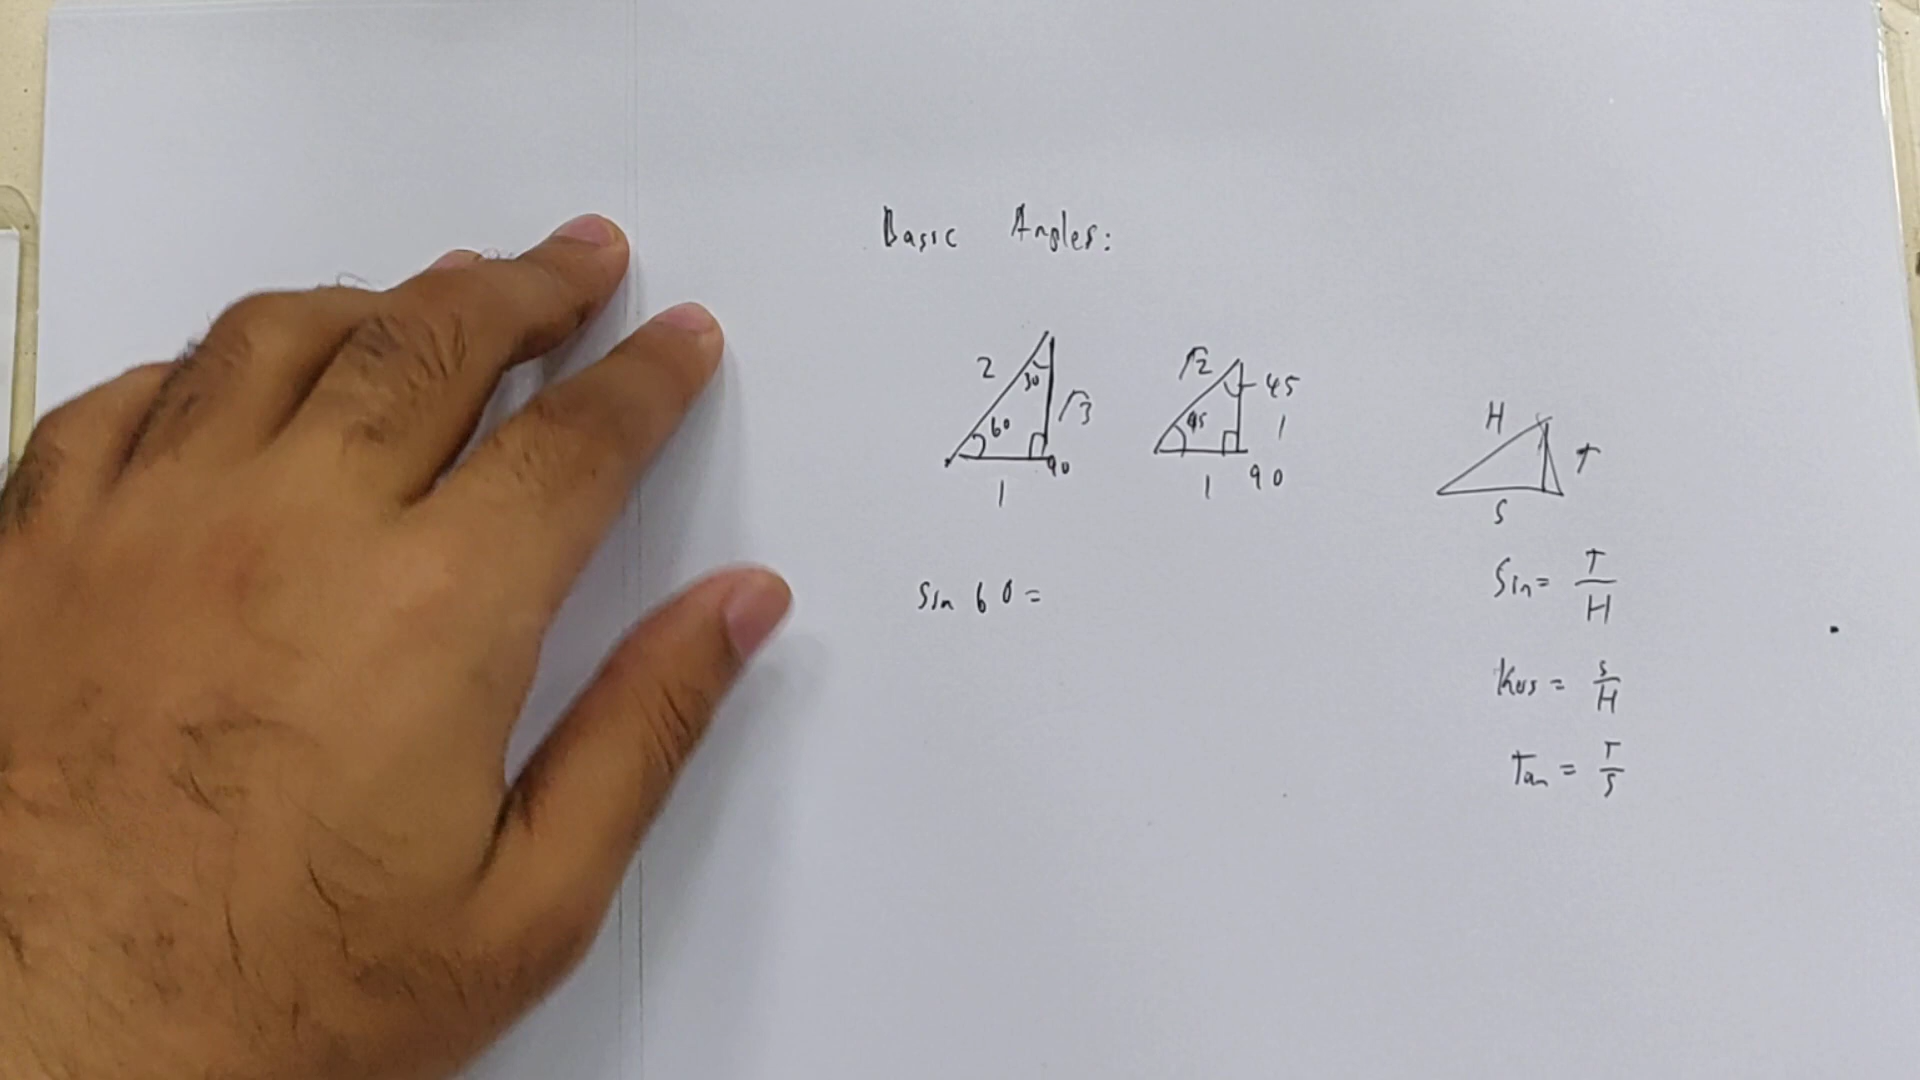 Basic Angles:
2
30
60
√3
90
1
√2
45
45
1
1
90
H
T
S
Sin 60 =
Sin = T/H
Kos = S/H
Tan = T/S